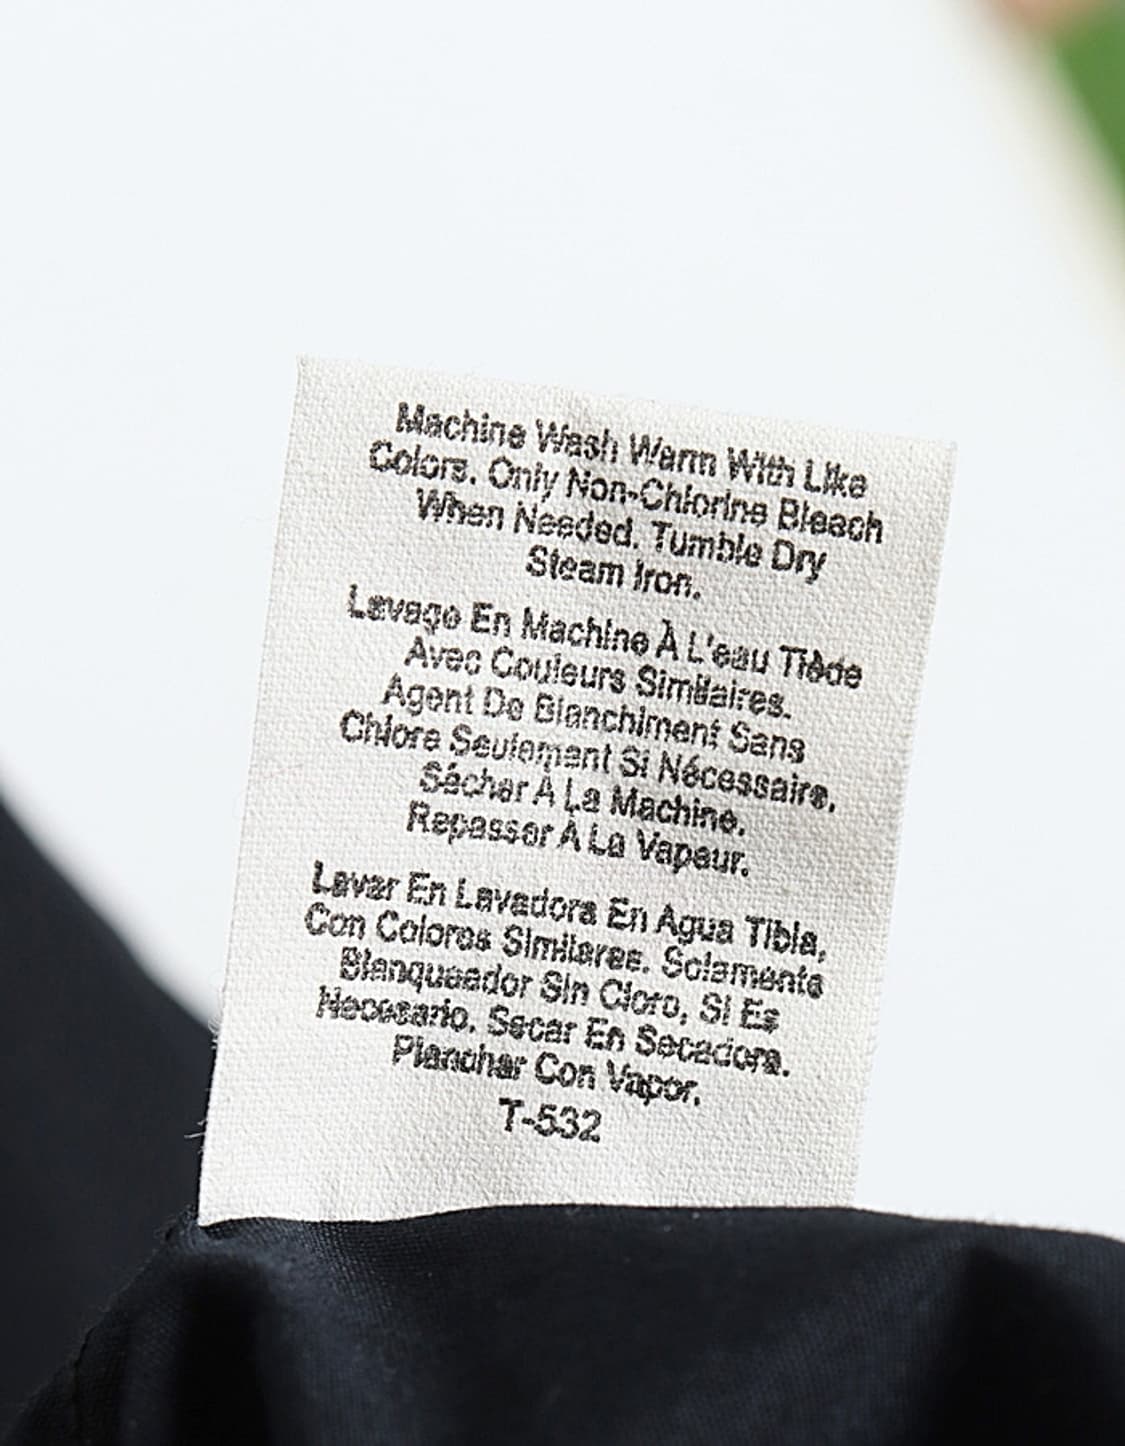 Machine Wash Warm With Like
Colors. Only Non-Chlorine Bleach
When Needed. Tumble Dry
Steam Iron.
Lavage En Machine À L'eau Tiède
Avec Couleurs Similaires.
Agent De Blanchiment Sans
Chlore Seulement Si Nécessaire.
Sécher À La Machine.
Repasser À La Vapeur.
Lavar En Lavadora En Agua Tibia,
Con Colores Similares. Solamente
Blanqueador Sin Cloro, Si Es
Necesario. Secar En Secadora.
Planchar Con Vapor.
T-532